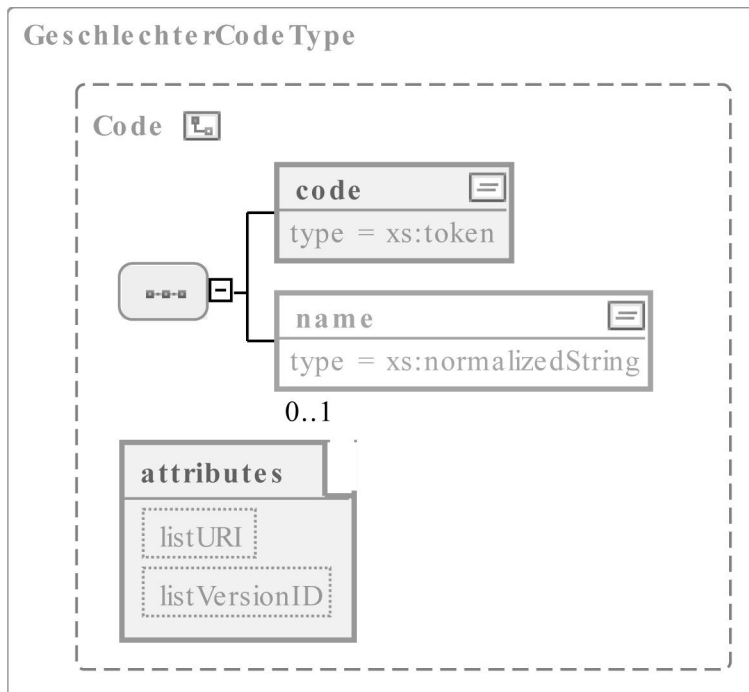 GeschlechterCodeType
Code
code
type = xs:token
name
type = xs:normalizedString
0..1
attributes
listURI
listVersionID